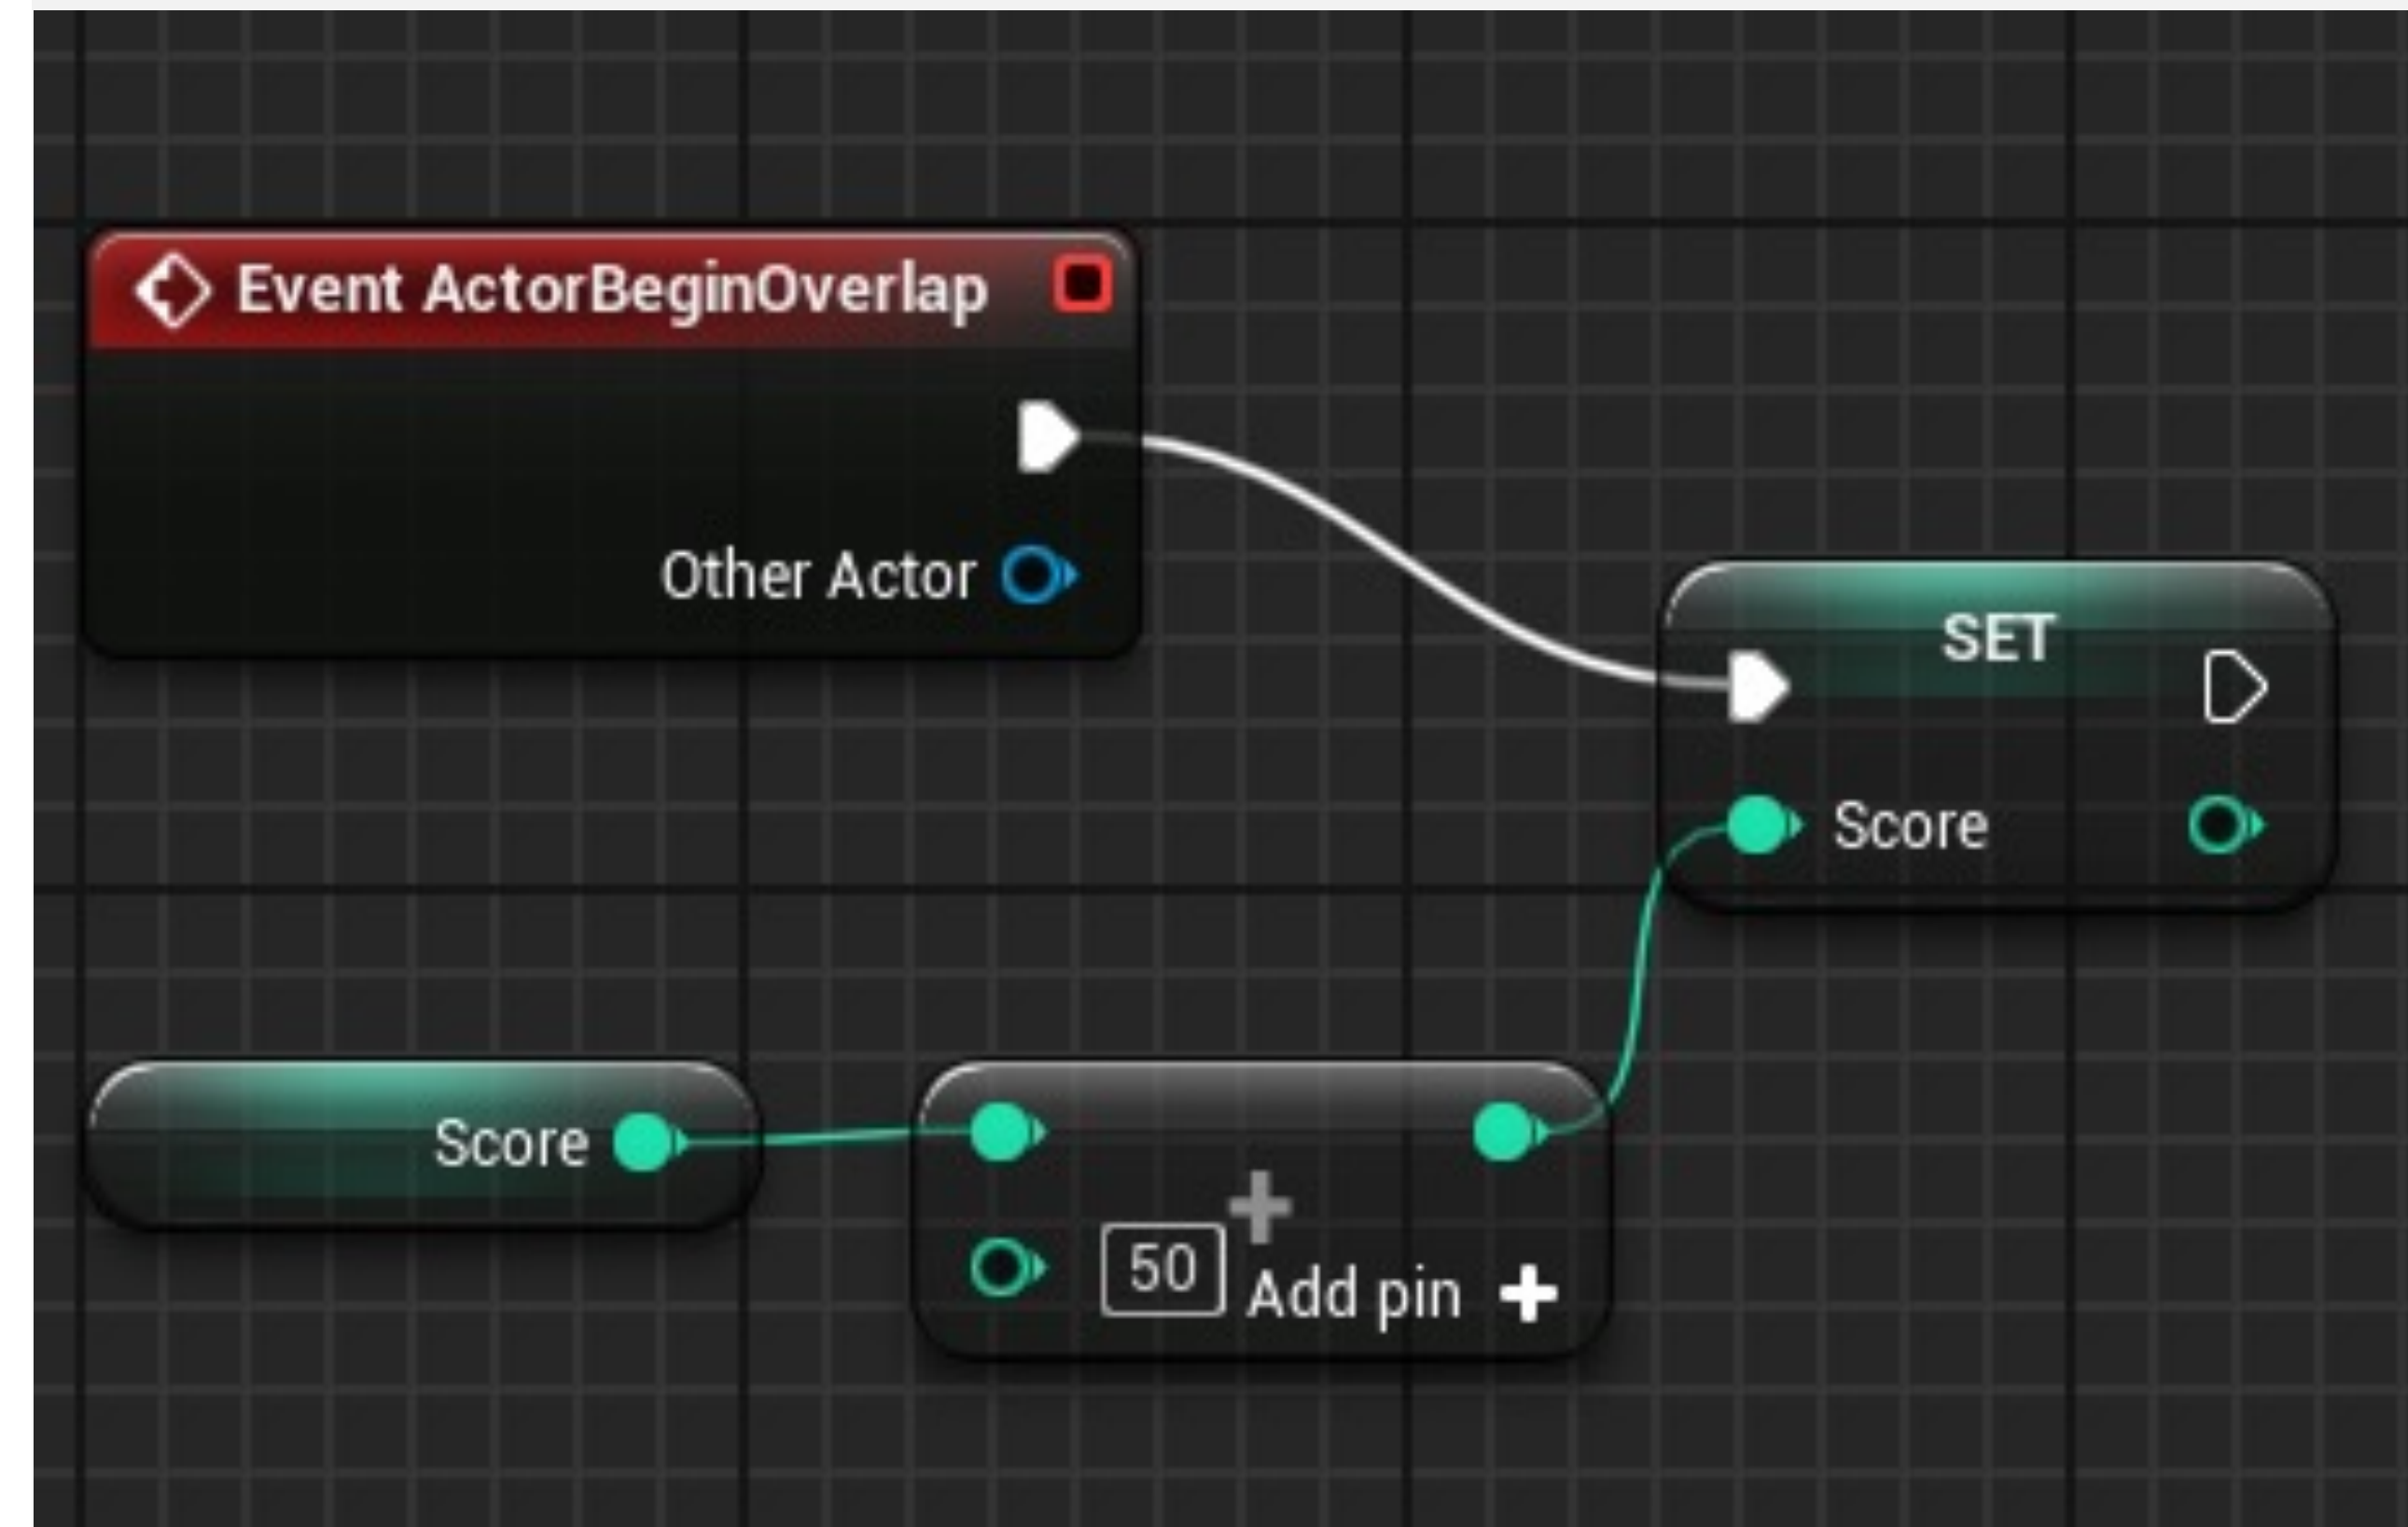 Event ActorBeginOverlap
Other Actor
SET
Score
Score
50
Add pin